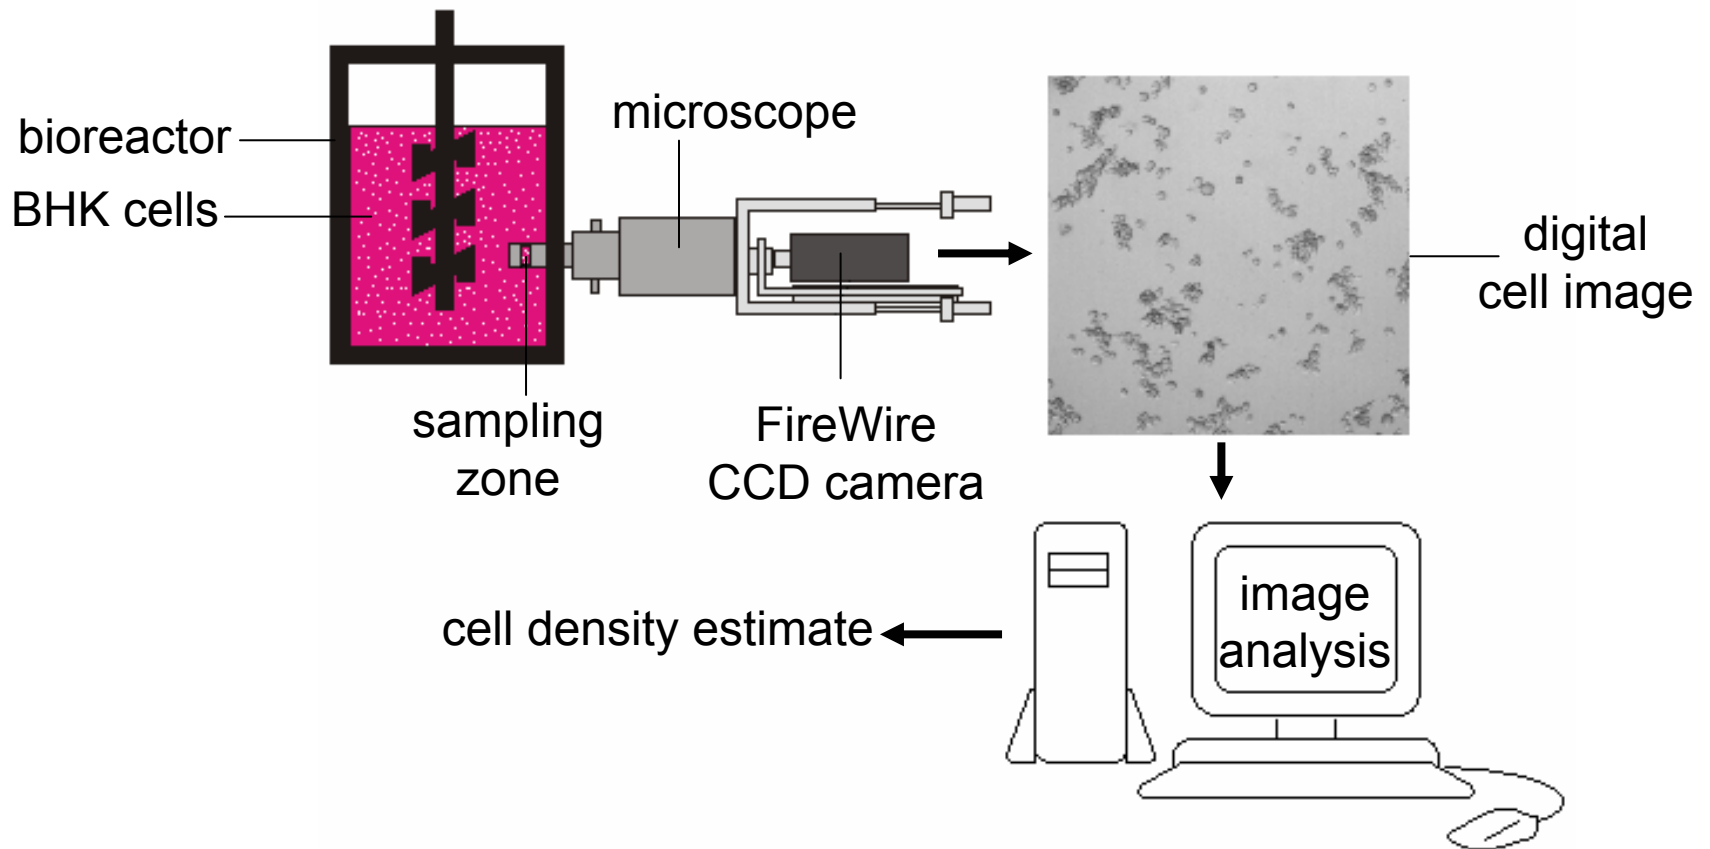 bioreactor
BHK cells
microscope
sampling
zone
FireWire
CCD camera
digital
cell image
image
analysis
cell density estimate